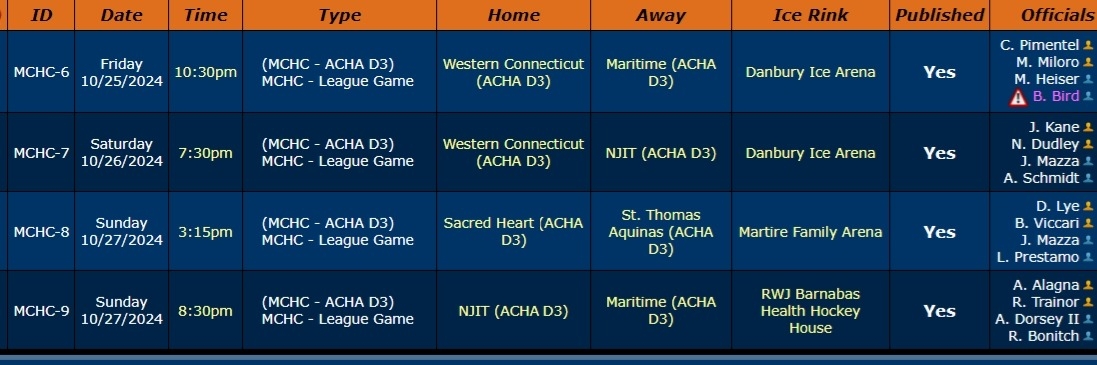 ID Date Time Type Home Away Ice Rink Published Officials
MCHC-6 Friday 10/25/2024 10:30pm (MCHC - ACHA D3) MCHC - League Game Western Connecticut (ACHA D3) Maritime (ACHA D3) Danbury Ice Arena Yes C. Pimentel M. Miloro M. Heiser B. Bird
MCHC-7 Saturday 10/26/2024 7:30pm (MCHC - ACHA D3) MCHC - League Game Western Connecticut (ACHA D3) NJIT (ACHA D3) Danbury Ice Arena Yes J. Kane N. Dudley J. Mazza A. Schmidt
MCHC-8 Sunday 10/27/2024 3:15pm (MCHC - ACHA D3) MCHC - League Game Sacred Heart (ACHA D3) St. Thomas Aquinas (ACHA D3) Martire Family Arena Yes D. Lye B. Viccari J. Mazza L. Prestamo
MCHC-9 Sunday 10/27/2024 8:30pm (MCHC - ACHA D3) MCHC - League Game NJIT (ACHA D3) Maritime (ACHA D3) RWJ Barnabas Health Hockey House Yes A. Alagna R. Trainor A. Dorsey II R. Bonitch